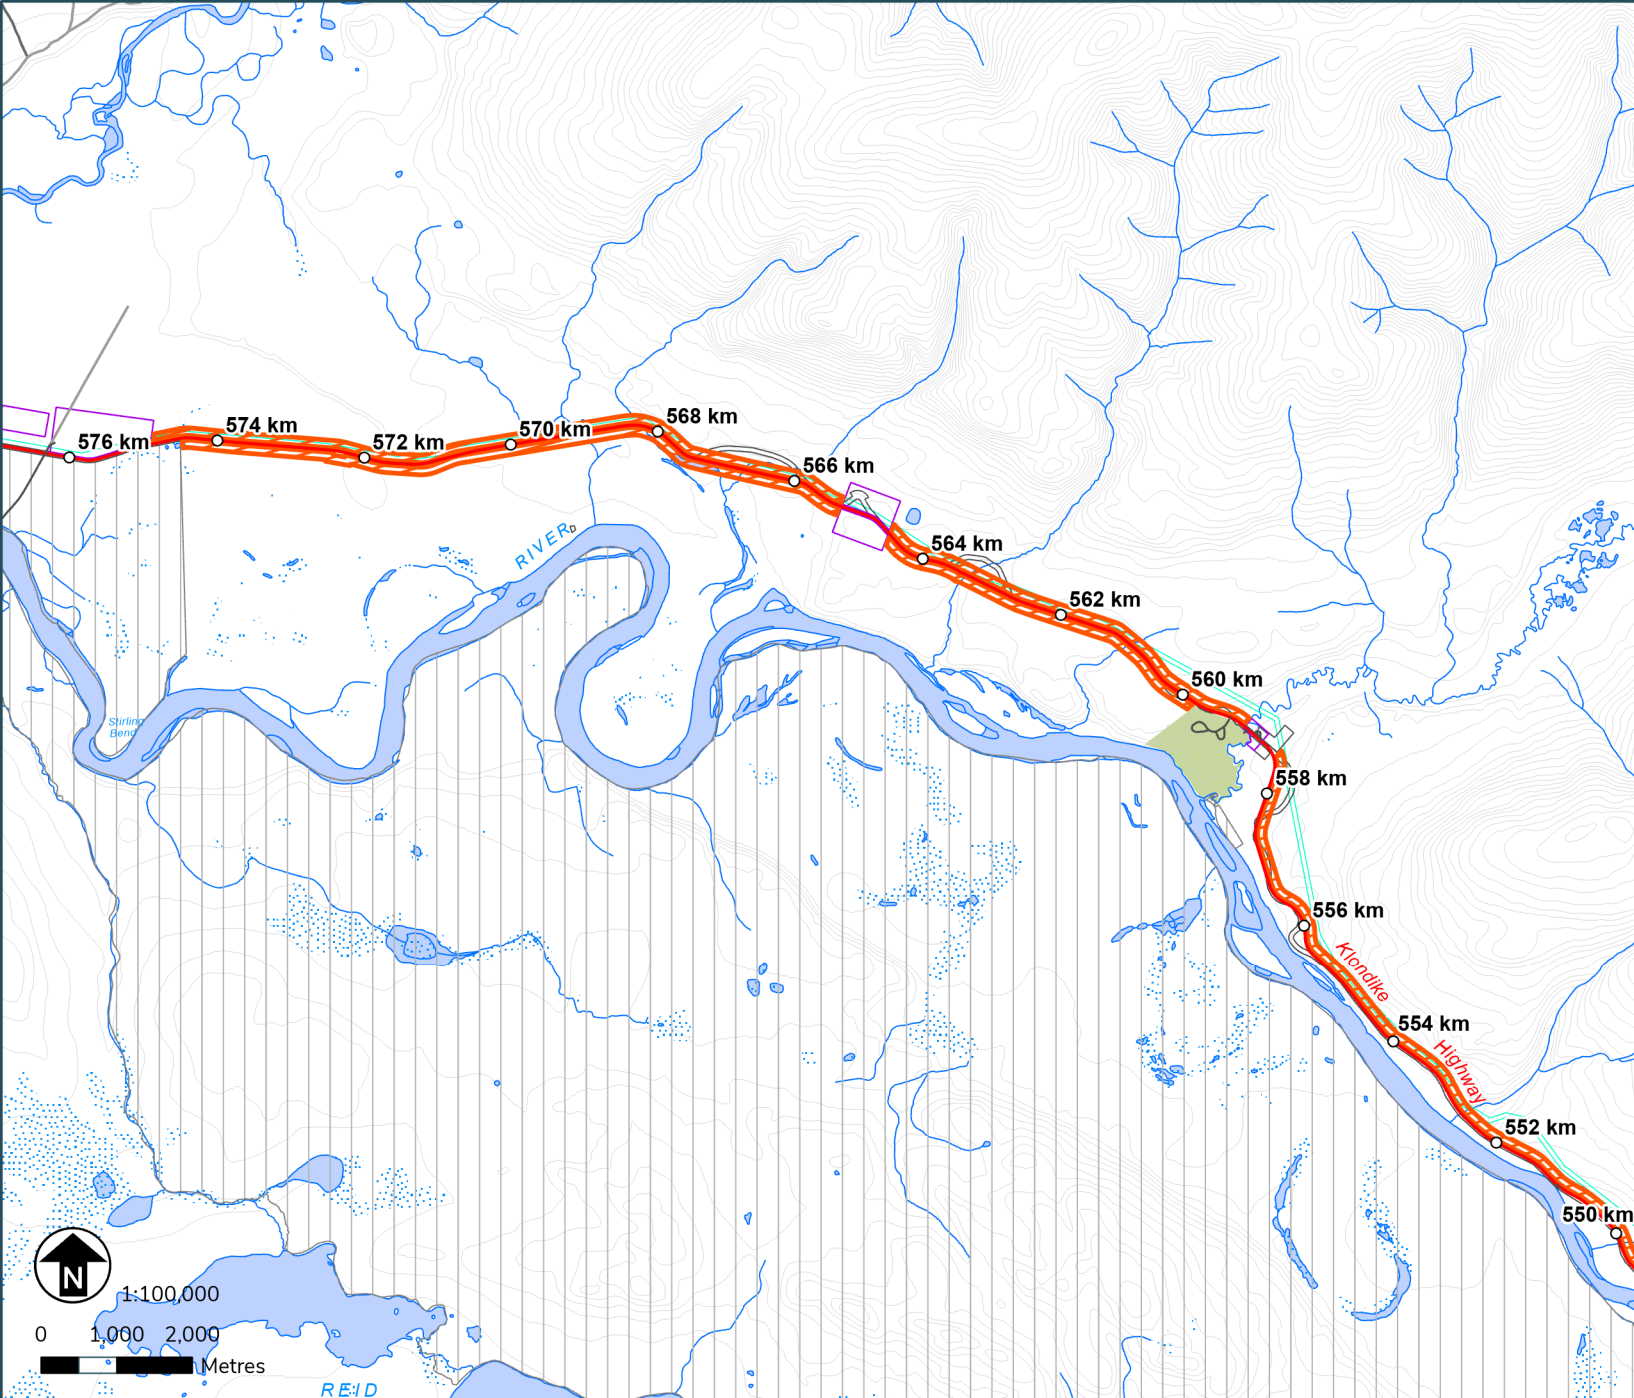 574 km
576 km
572 km
570 km
568 km
566 km
564 km
562 km
560 km
558 km
556 km
554 km
552 km
550 km
RIVER
Stirling
Bend
Klondike
Highway
N
1:100,000
0 1,000 2,000
Metres
REID